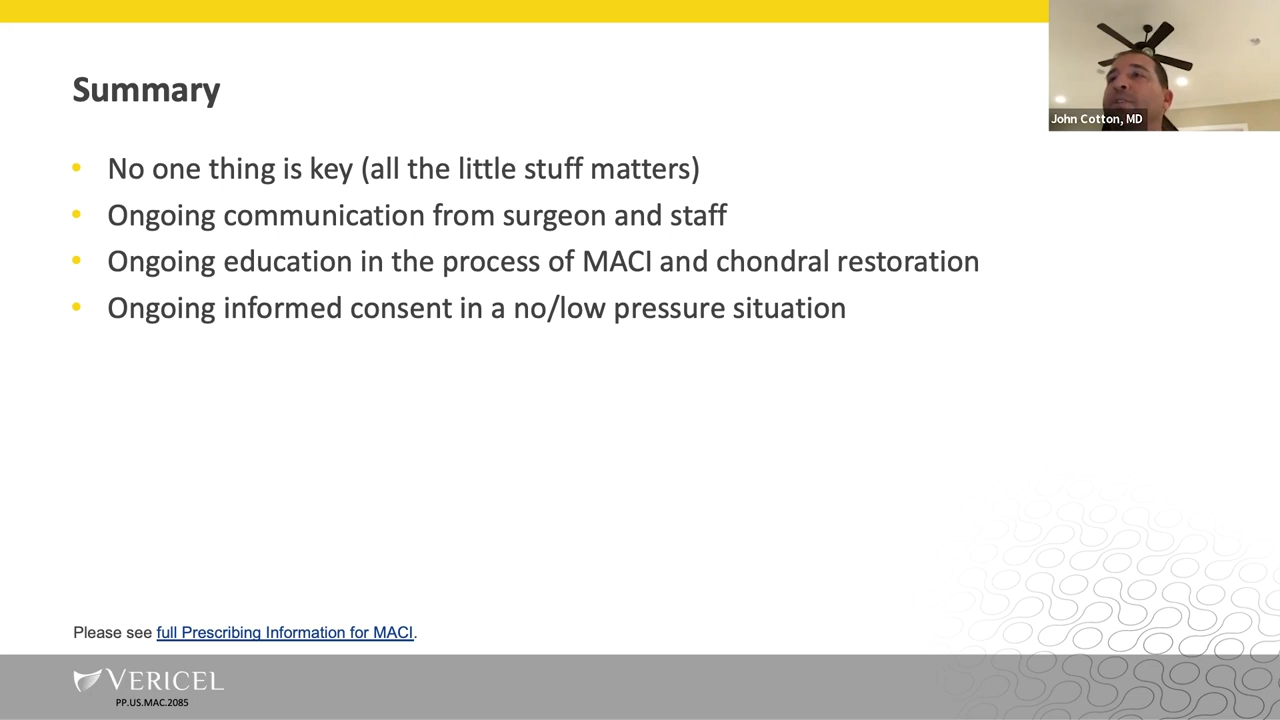 Summary
John Cotton, MD
• No one thing is key (all the little stuff matters)
• Ongoing communication from surgeon and staff
• Ongoing education in the process of MACI and chondral restoration
• Ongoing informed consent in a no/low pressure situation
Please see full Prescribing Information for MACI.
VERICEL
PP.US.MAC.2085